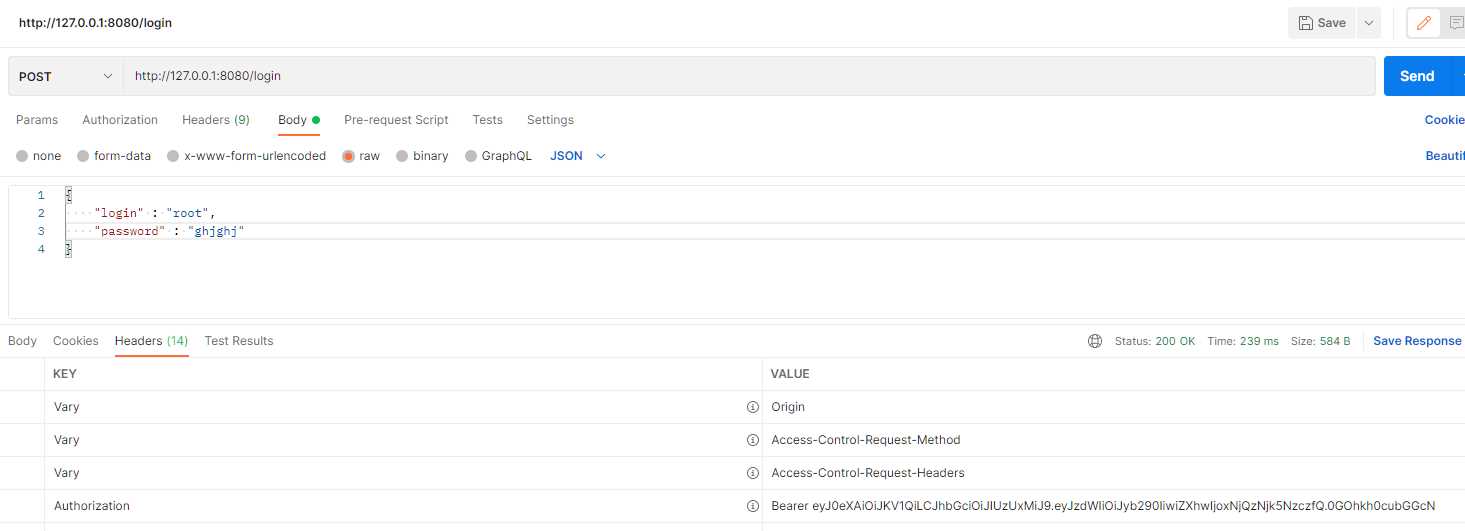 http://127.0.0.1:8080/login Save
POST http://127.0.0.1:8080/login Send
Params Authorization Headers (9) Body Pre-request Script Tests Settings Cookie
none form-data x-www-form-urlencoded raw binary GraphQL JSON Beautif
1 {
2 "login" : "root",
3 "password" : "ghjghj"
4 }
Body Cookies Headers (14) Test Results Status: 200 OK Time: 239 ms Size: 584 B Save Response
KEY VALUE
Vary Origin
Vary Access-Control-Request-Method
Vary Access-Control-Request-Headers
Authorization Bearer eyJ0eXAiOiJKV1QiLCJhbGciOiJIUzUxMiJ9.eyJzdWIiOiJyb290IiwiZXhwIjoxNjQzNjk5NzczfQ.0GOhkh0cubGGcN